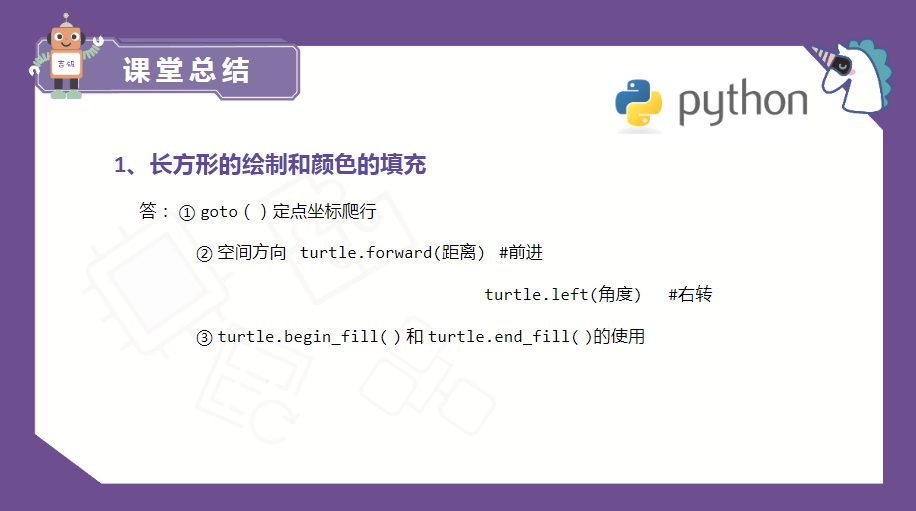 课堂总结
python
1、长方形的绘制和颜色的填充
答： ① goto ( ) 定点坐标爬行
② 空间方向 turtle.forward(距离) #前进
turtle.left(角度) #右转
③ turtle.begin_fill( ) 和 turtle.end_fill( )的使用